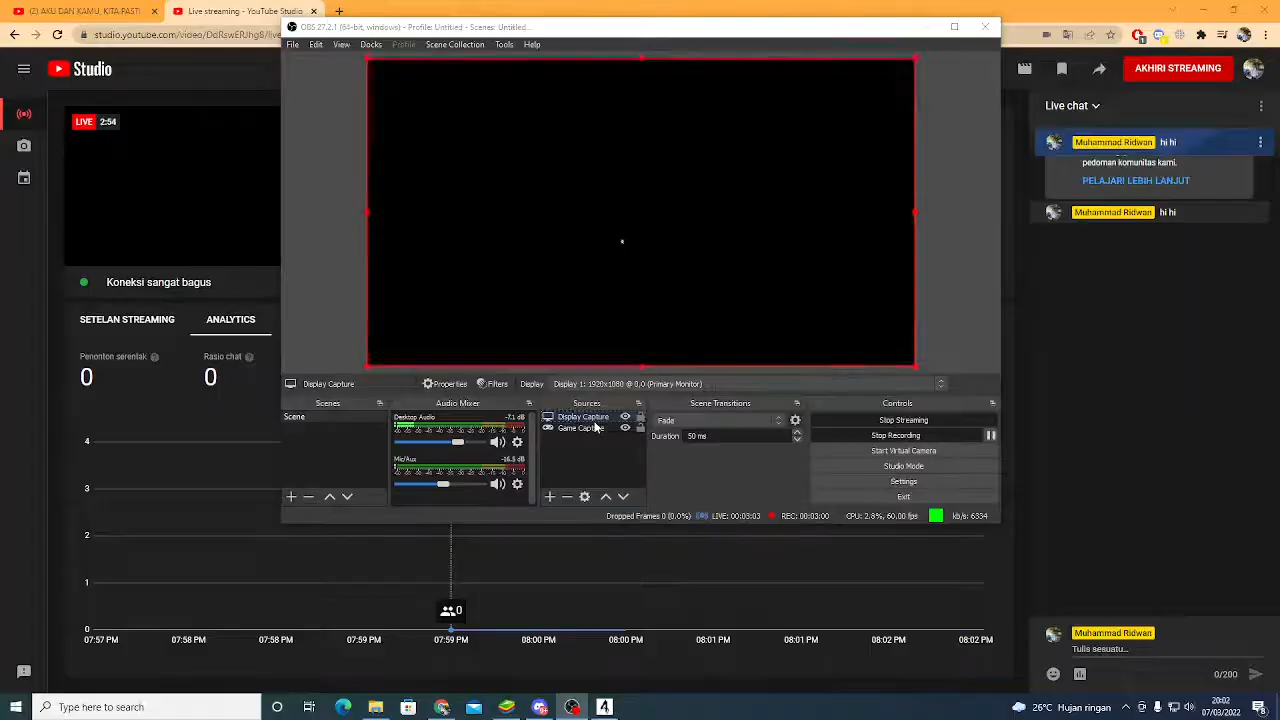 (2) AKU DAN KAMU, KITA PASTI
Live streaming - YouTube Studio
OBS 27.2.1 (64-bit, windows) - Profile: Untitled - Scenes: Untitled...
File Edit View Docks Profile Scene Collection Tools Help
Studio
AKHIRI STREAMING
LIVE 2:54
Koneksi sangat bagus
SETELAN STREAMING ANALYTICS
Penonton serentak Rasio chat
0 0
4
3
2
1
0
0
07:57 PM 07:58 PM 07:58 PM 07:59 PM 07:59 PM 08:00 PM 08:00 PM 08:01 PM 08:01 PM 08:02 PM 08:02 PM
Display Capture Properties Filters Display Display 1: 1920x1080 @ 0,0 (Primary Monitor)
Scenes Audio Mixer Sources Scene Transitions Controls
Scene
Desktop Audio -7.1 dB
Mic/Aux -16.5 dB
Display Capture
Game Capture
Fade
Duration 50 ms
Stop Streaming
Stop Recording
Start Virtual Camera
Studio Mode
Settings
Exit
Dropped Frames 0 (0.0%) LIVE: 00:03:03 REC: 00:03:00 CPU: 2.8%, 60.00 fps kb/s: 6334
Live chat
Muhammad Ridwan hi hi
pedoman komunitas kami.
PELAJARI LEBIH LANJUT
Muhammad Ridwan hi hi
Muhammad Ridwan
Tulis sesuatu...
0/200
Type here to search
26°C Hujan ringan
20:02
07/03/2022